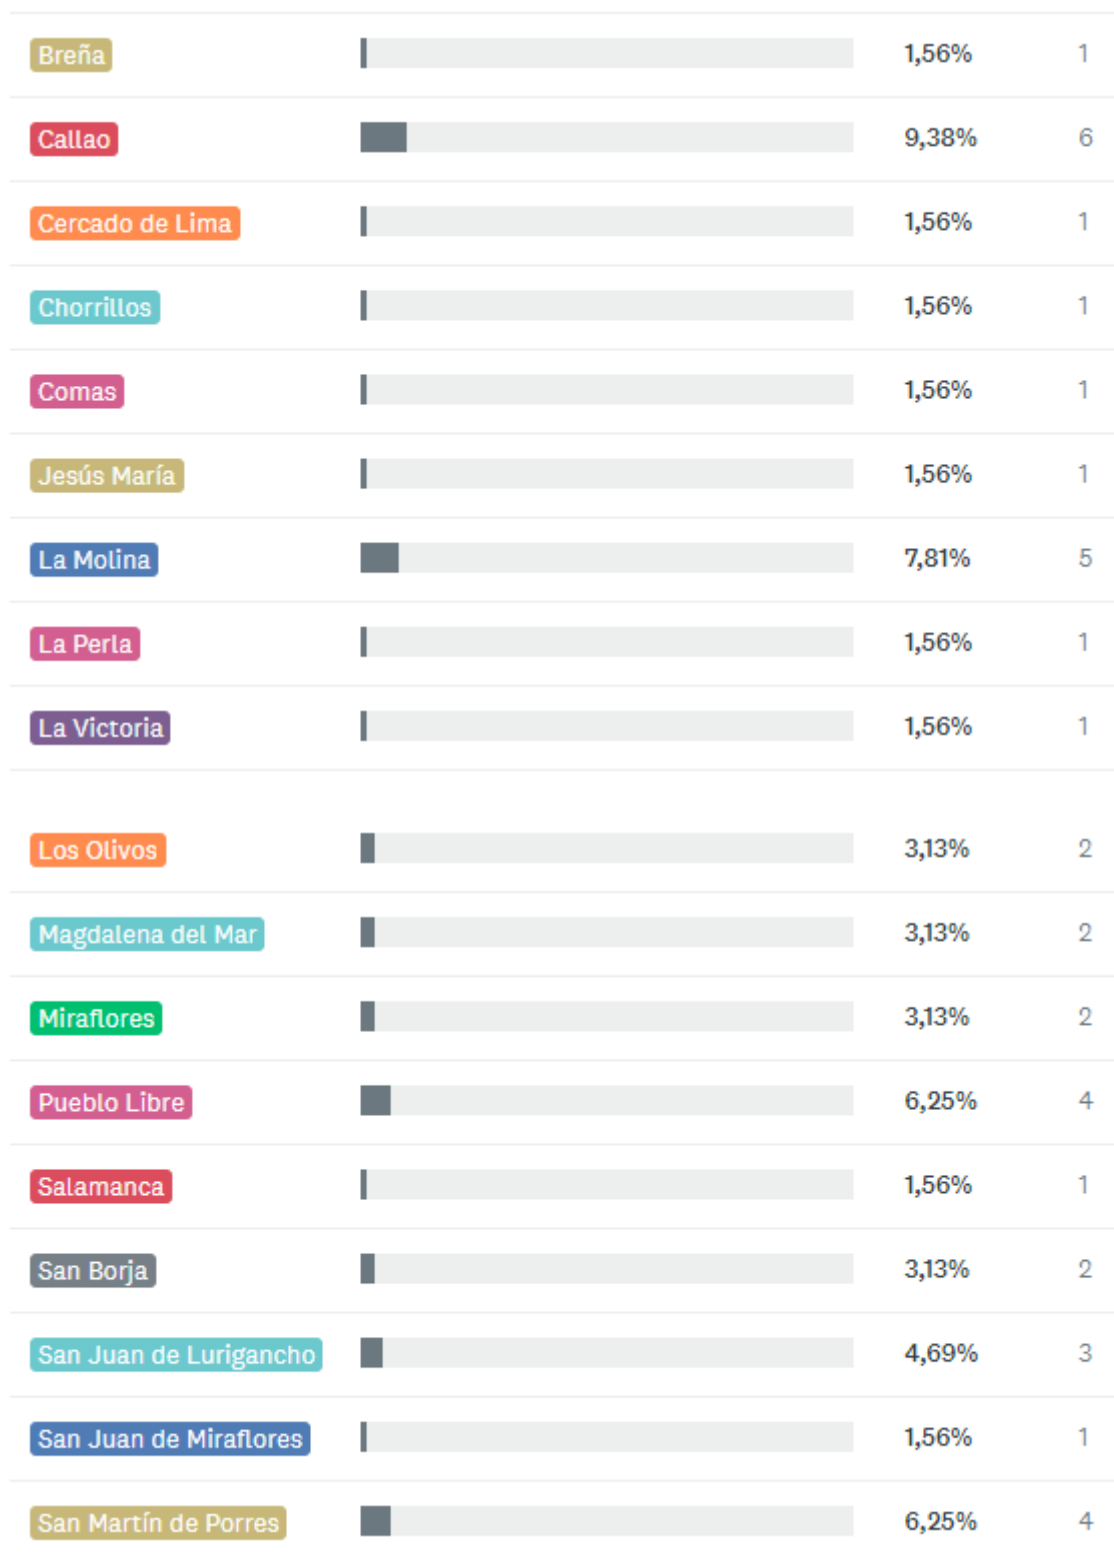 Breña 1,56% 1
Callao 9,38% 6
Cercado de Lima 1,56% 1
Chorrillos 1,56% 1
Comas 1,56% 1
Jesús María 1,56% 1
La Molina 7,81% 5
La Perla 1,56% 1
La Victoria 1,56% 1
Los Olivos 3,13% 2
Magdalena del Mar 3,13% 2
Miraflores 3,13% 2
Pueblo Libre 6,25% 4
Salamanca 1,56% 1
San Borja 3,13% 2
San Juan de Lurigancho 4,69% 3
San Juan de Miraflores 1,56% 1
San Martín de Porres 6,25% 4